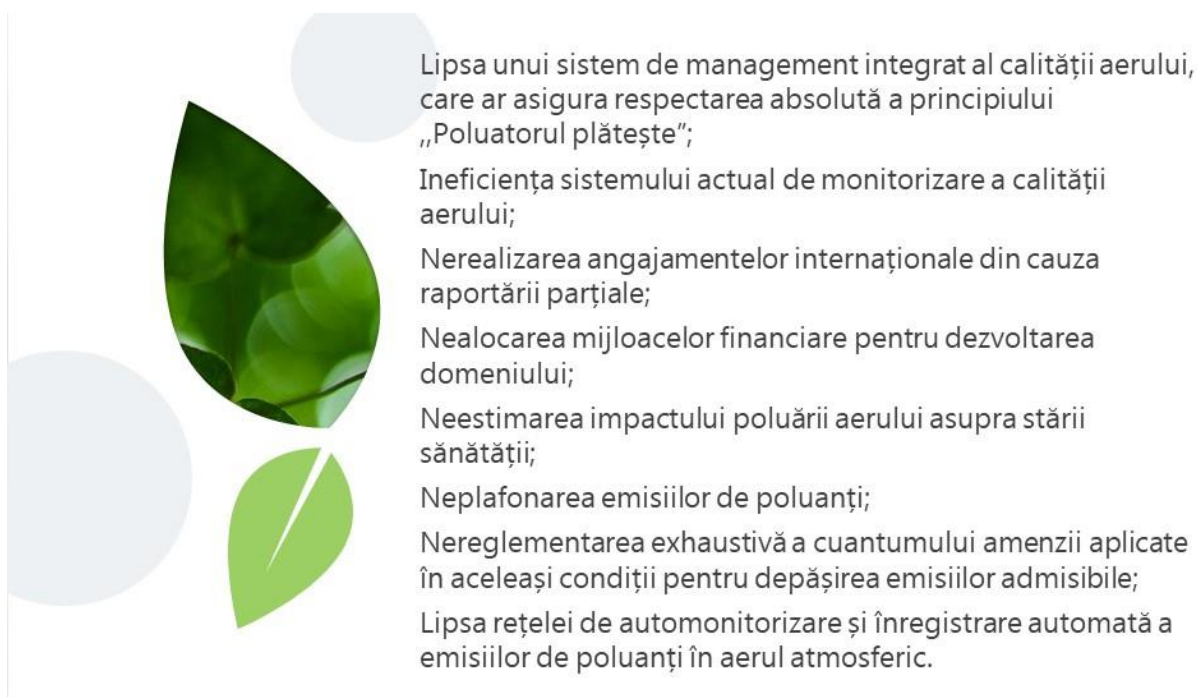 Lipsa unui sistem de management integrat al calității aerului,
care ar asigura respectarea absolută a principiului
,,Poluatorul plătește”;
Ineficiența sistemului actual de monitorizare a calității
aerului;
Nerealizarea angajamentelor internaționale din cauza
raportării parțiale;
Nealocarea mijloacelor financiare pentru dezvoltarea
domeniului;
Neestimarea impactului poluării aerului asupra stării
sănătății;
Neplafonarea emisiilor de poluanți;
Nereglementarea exhaustivă a cuantumului amenzii aplicate
în aceleași condiții pentru depășirea emisiilor admisibile;
Lipsa rețelei de automonitorizare și înregistrare automată a
emisiilor de poluanți în aerul atmosferic.